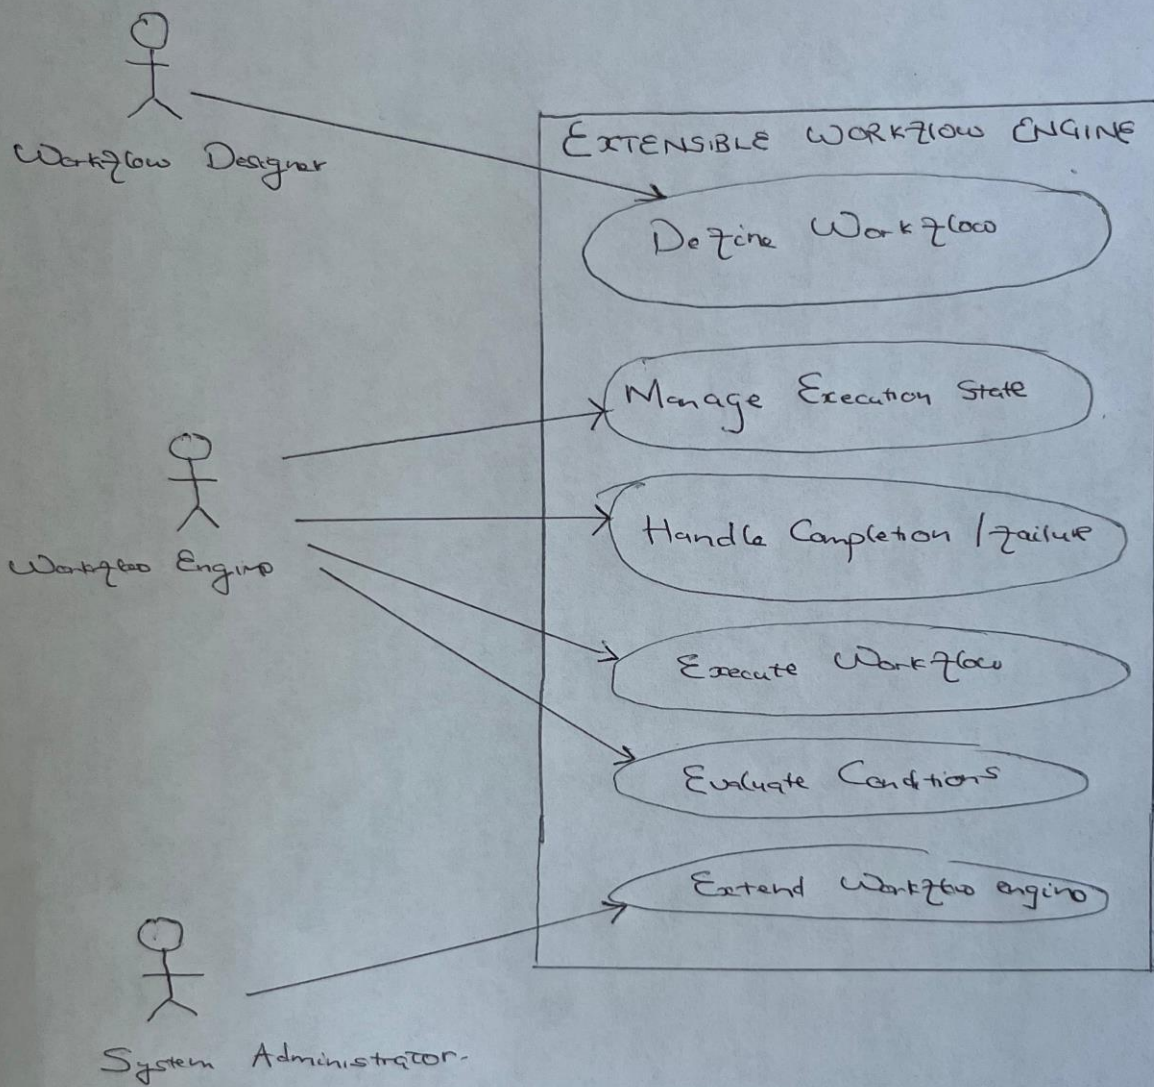 Workflow Designer
EXTENSIBLE WORKFLOW ENGINE
Define Workflow
Manage Execution State
Handle Completion / failure
Workflow Engine
Execute Workflow
Evaluate Conditions
Extend Workflow engine
System Administrator.